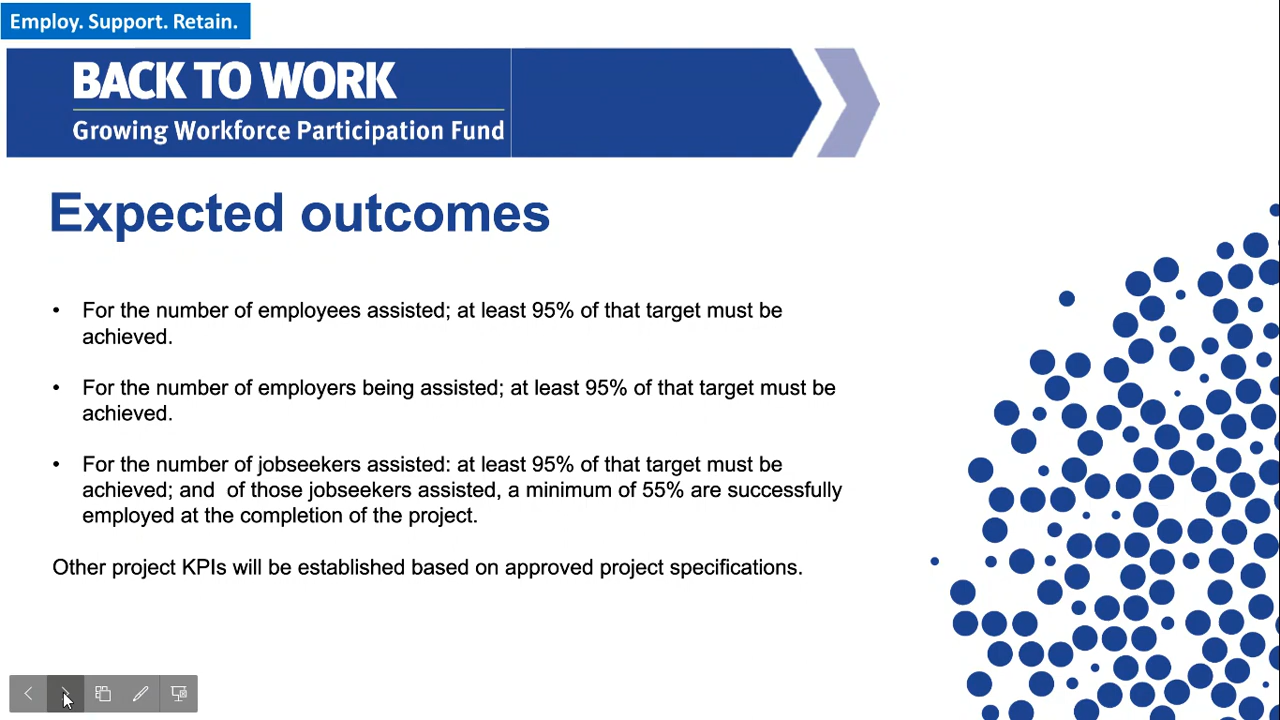 Employ. Support. Retain.
BACK TO WORK
Growing Workforce Participation Fund
Expected outcomes
• For the number of employees assisted; at least 95% of that target must be
achieved.
• For the number of employers being assisted; at least 95% of that target must be
achieved.
• For the number of jobseekers assisted: at least 95% of that target must be
achieved; and  of those jobseekers assisted, a minimum of 55% are successfully
employed at the completion of the project.
Other project KPIs will be established based on approved project specifications.